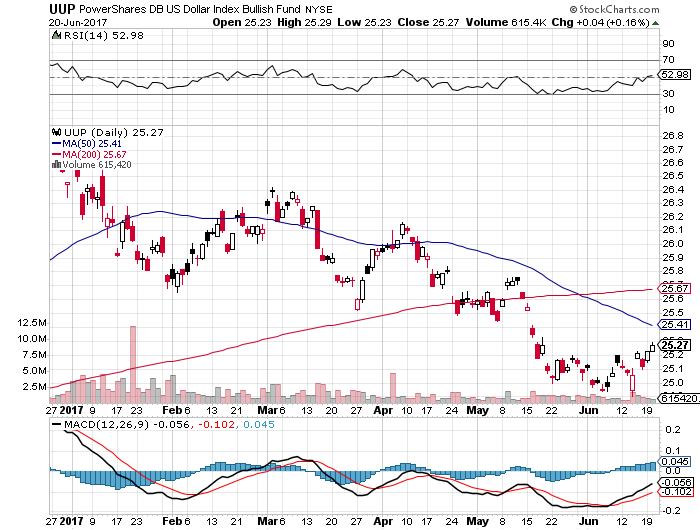 UUP PowerShares DB US Dollar Index Bullish Fund NYSE © StockCharts.com
20-Jun-2017 Open 25.23 High 25.29 Low 25.23 Close 25.27 Volume 615.4K Chg +0.04 (+0.16%)
RSI(14) 52.98
90
70
52.98
30
10
UUP (Daily) 25.27
MA(50) 25.41
MA(200) 25.67
Volume 615,420
26.8
26.7
26.6
26.5
26.4
26.3
26.2
26.1
26.0
25.9
25.8
25.67
25.6
25.5
25.41
25.27
25.2
25.1
25.0
615420
12.5M
10.0M
7.5M
5.0M
2.5M
27 2017 9 17 23 Feb 6 13 21 Mar 6 13 20 27 Apr 10 17 24 May 8 15 22 Jun 12 19
MACD(12,26,9) -0.056, -0.102, 0.045
0.2
0.1
0.045
0.0
-0.056
-0.102
-0.2
27 2017 9 17 23 Feb 6 13 21 Mar 6 13 20 27 Apr 10 17 24 May 8 15 22 Jun 12 19